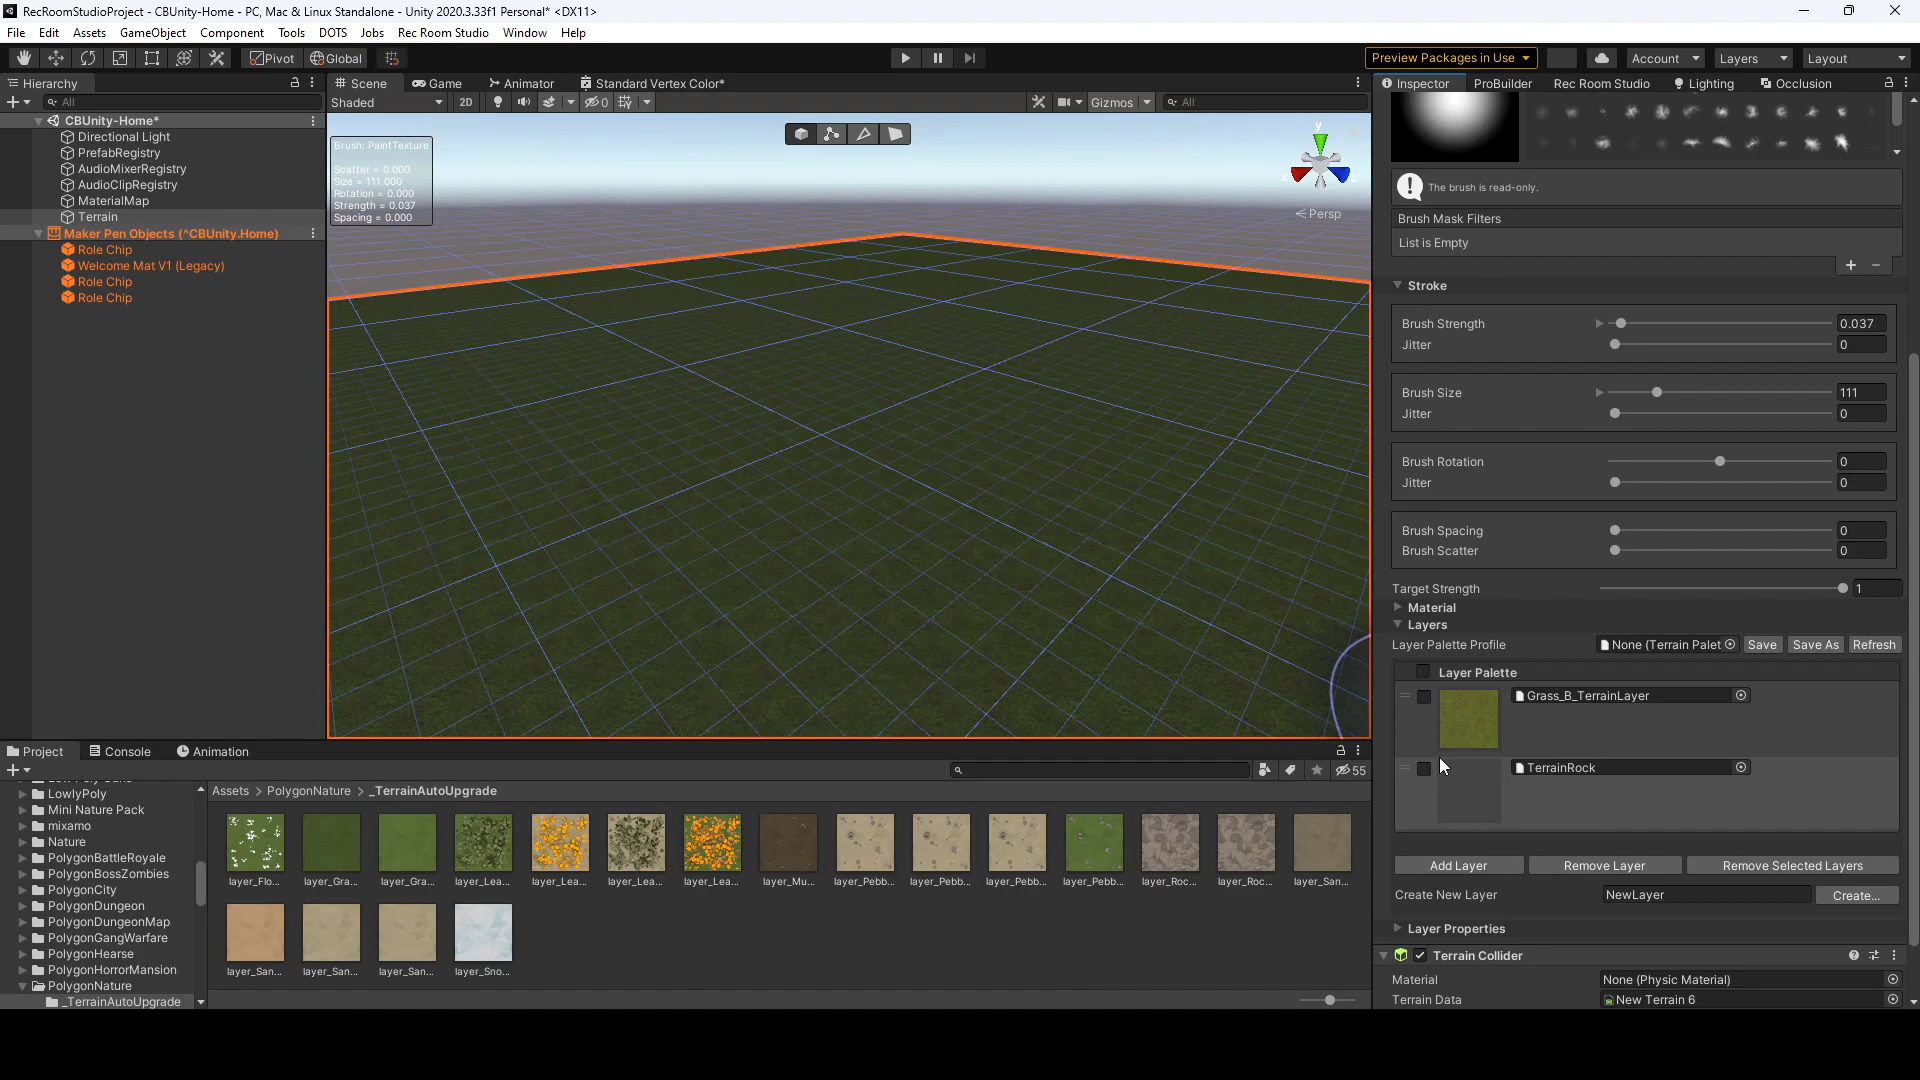 RecRoomStudioProject - CBUnity-Home - PC, Mac & Linux Standalone - Unity 2020.3.33f1 Personal* <DX11>
File Edit Assets GameObject Component Tools DOTS Jobs Rec Room Studio Window Help
Pivot Global Preview Packages in Use Account Layers Layout
Hierarchy
All
CBUnity-Home*
Directional Light
PrefabRegistry
AudioMixerRegistry
AudioClipRegistry
MaterialMap
Terrain
Maker Pen Objects (^CBUnity.Home)
Role Chip
Welcome Mat V1 (Legacy)
Role Chip
Role Chip
Scene Game Animator Standard Vertex Color*
Shaded 2D 0 Gizmos All
Brush: PaintTexture
Scatter = 0.000
Size = 111.000
Rotation = 0.000
Strength = 0.037
Spacing = 0.000
y
z
Persp
Inspector ProBuilder Rec Room Studio Lighting Occlusion
The brush is read-only.
Brush Mask Filters
List is Empty
Stroke
Brush Strength 0.037
Jitter 0
Brush Size 111
Jitter 0
Brush Rotation 0
Jitter 0
Brush Spacing 0
Brush Scatter 0
Target Strength 1
Material
Layers
Layer Palette Profile None (Terrain Palet Save Save As Refresh
Layer Palette
Grass_B_TerrainLayer
TerrainRock
Add Layer Remove Layer Remove Selected Layers
Create New Layer NewLayer Create...
Layer Properties
Terrain Collider
Material None (Physic Material)
Terrain Data New Terrain 6
Project Console Animation
55
LowlyPoly
Mini Nature Pack
mixamo
Nature
PolygonBattleRoyale
PolygonBossZombies
PolygonCity
PolygonDungeon
PolygonDungeonMap
PolygonGangWarfare
PolygonHearse
PolygonHorrorMansion
PolygonNature
_TerrainAutoUpgrade
Assets > PolygonNature > _TerrainAutoUpgrade
layer_Flo... layer_Gra... layer_Gra... layer_Lea... layer_Lea... layer_Lea... layer_Lea... layer_Mu... layer_Pebb... layer_Pebb... layer_Pebb... layer_Pebb... layer_Roc... layer_Roc... layer_San...
layer_San... layer_San... layer_San... layer_Sno...